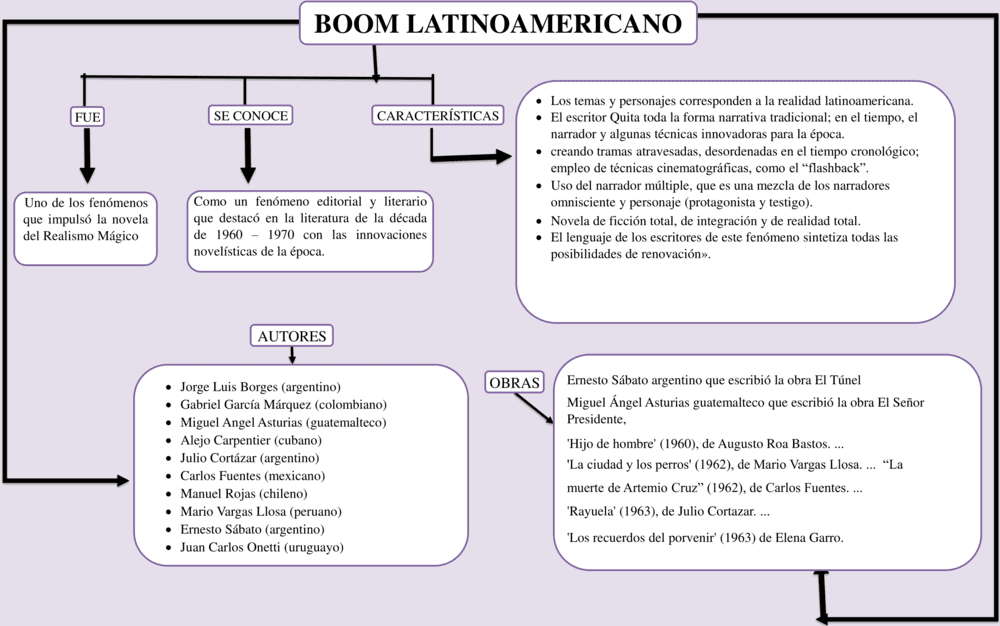 BOOM LATINOAMERICANO
FUE
SE CONOCE
CARACTERÍSTICAS
Uno de los fenómenos
que impulsó la novela
del Realismo Mágico
Como un fenómeno editorial y literario
que destacó en la literatura de la década
de 1960 – 1970 con las innovaciones
novelísticas de la época.
• Los temas y personajes corresponden a la realidad latinoamericana.
• El escritor Quita toda la forma narrativa tradicional; en el tiempo, el
narrador y algunas técnicas innovadoras para la época.
• creando tramas atravesadas, desordenadas en el tiempo cronológico;
empleo de técnicas cinematográficas, como el “flashback”.
• Uso del narrador múltiple, que es una mezcla de los narradores
omnisciente y personaje (protagonista y testigo).
• Novela de ficción total, de integración y de realidad total.
• El lenguaje de los escritores de este fenómeno sintetiza todas las
posibilidades de renovación».
AUTORES
• Jorge Luis Borges (argentino)
• Gabriel García Márquez (colombiano)
• Miguel Angel Asturias (guatemalteco)
• Alejo Carpentier (cubano)
• Julio Cortázar (argentino)
• Carlos Fuentes (mexicano)
• Manuel Rojas (chileno)
• Mario Vargas Llosa (peruano)
• Ernesto Sábato (argentino)
• Juan Carlos Onetti (uruguayo)
OBRAS
Ernesto Sábato argentino que escribió la obra El Túnel
Miguel Ángel Asturias guatemalteco que escribió la obra El Señor
Presidente,
'Hijo de hombre' (1960), de Augusto Roa Bastos. ...
'La ciudad y los perros' (1962), de Mario Vargas Llosa. ... “La
muerte de Artemio Cruz” (1962), de Carlos Fuentes. ...
'Rayuela' (1963), de Julio Cortazar. ...
'Los recuerdos del porvenir' (1963) de Elena Garro.